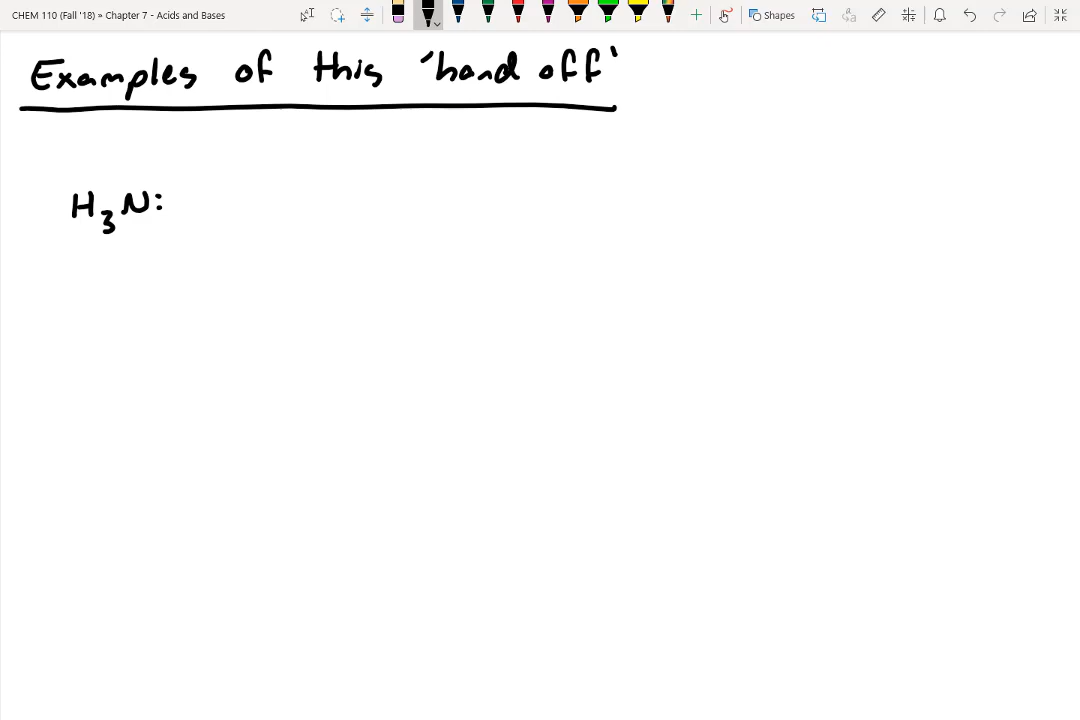 CHEM 110 (Fall '18) » Chapter 7 - Acids and Bases
Shapes
Examples of this 'hand off'
H₃N: